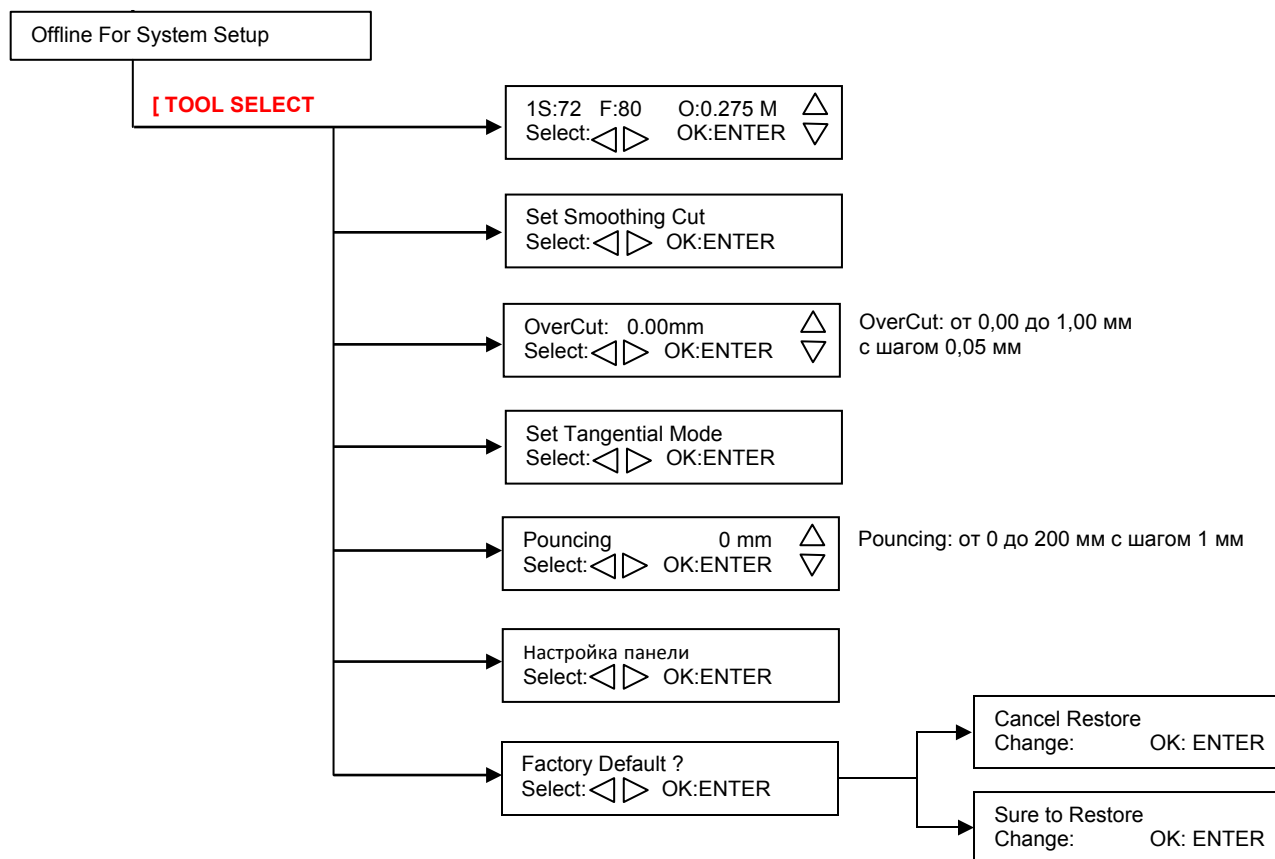 Offline For System Setup
[ TOOL SELECT
1S:72 F:80 O:0.275 M
Select: OK:ENTER
Set Smoothing Cut
Select: OK:ENTER
OverCut: 0.00mm
Select: OK:ENTER
OverCut: от 0,00 до 1,00 мм
с шагом 0,05 мм
Set Tangential Mode
Select: OK:ENTER
Pouncing 0 mm
Select: OK:ENTER
Pouncing: от 0 до 200 мм с шагом 1 мм
Настройка панели
Select: OK:ENTER
Factory Default ?
Select: OK:ENTER
Cancel Restore
Change: OK: ENTER
Sure to Restore
Change: OK: ENTER